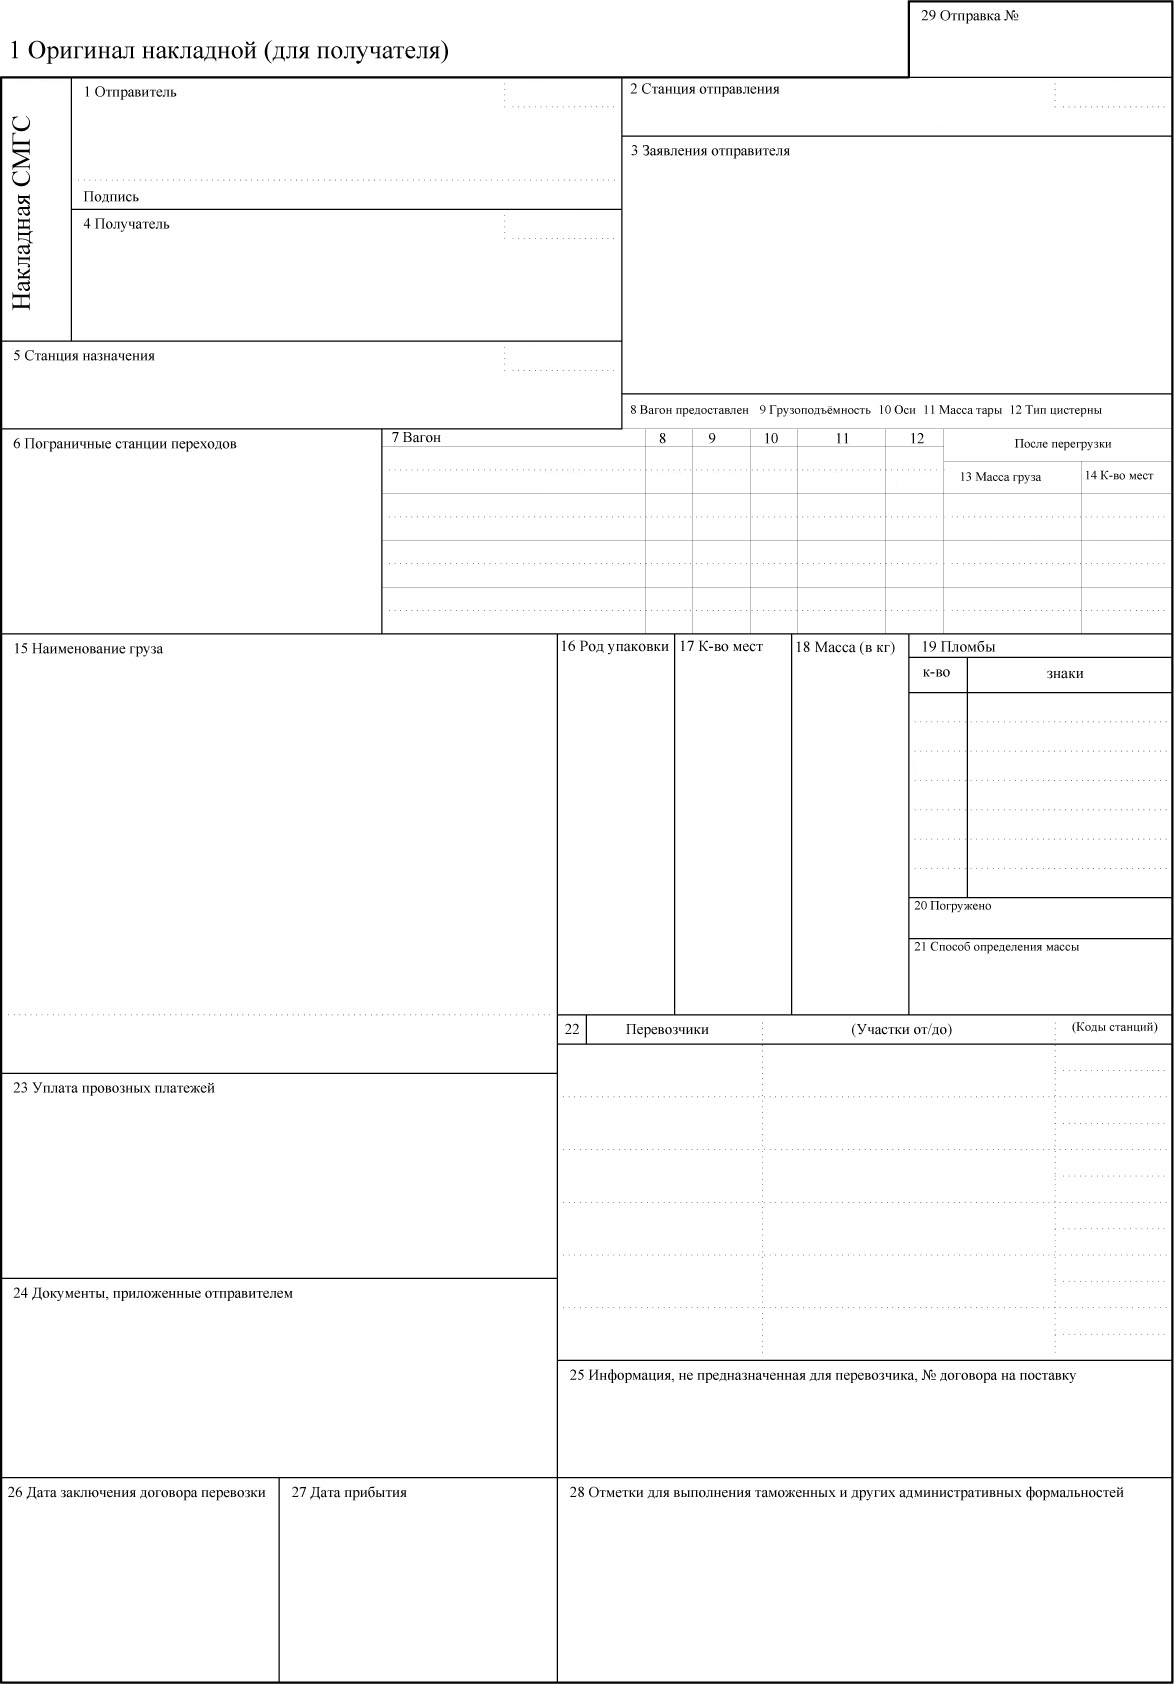 29 Отправка №
1 Оригинал накладной (для получателя)
Накладная СМГС
1 Отправитель
Подпись
2 Станция отправления
3 Заявления отправителя
4 Получатель
5 Станция назначения
8 Вагон предоставлен 9 Грузоподъёмность 10 Оси 11 Масса тары 12 Тип цистерны
6 Пограничные станции переходов
7 Вагон 8 9 10 11 12
После перегрузки
13 Масса груза 14 К-во мест
15 Наименование груза
16 Род упаковки 17 К-во мест 18 Масса (в кг) 19 Пломбы
к-во знаки
20 Погружено
21 Способ определения массы
22 Перевозчики (Участки от/до) (Коды станций)
23 Уплата провозных платежей
24 Документы, приложенные отправителем
25 Информация, не предназначенная для перевозчика, № договора на поставку
26 Дата заключения договора перевозки 27 Дата прибытия
28 Отметки для выполнения таможенных и других административных формальностей